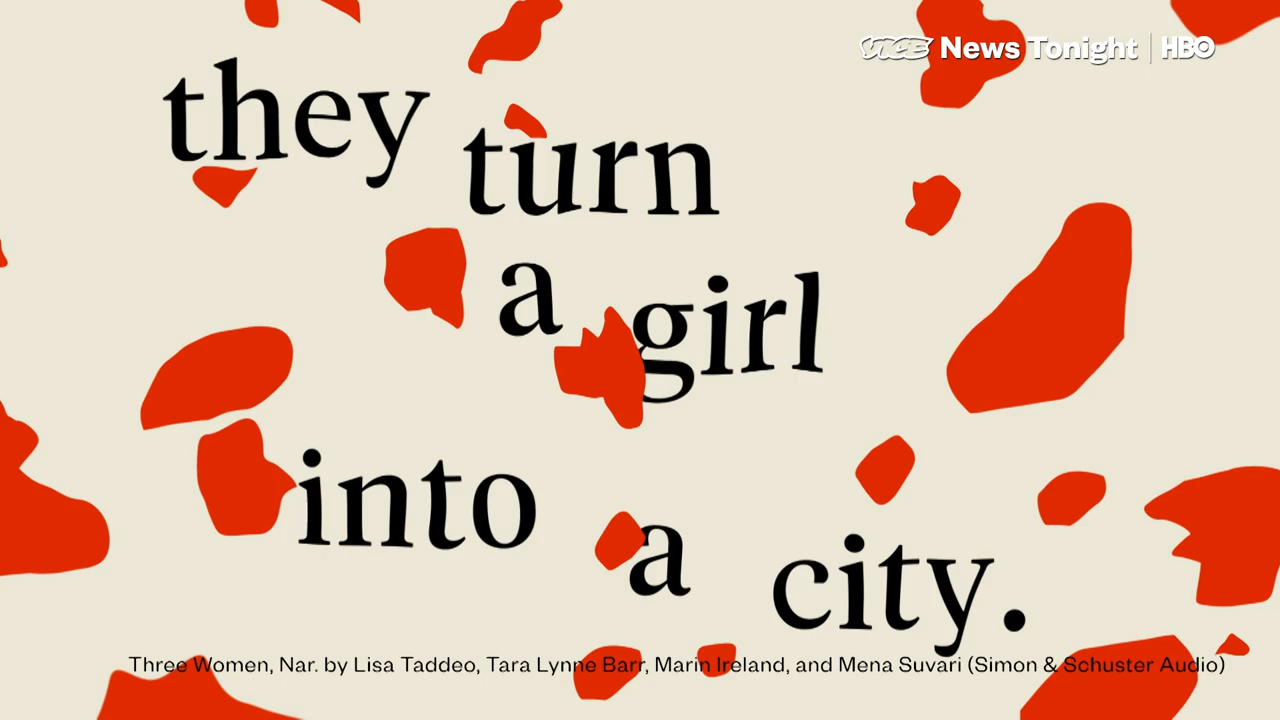 VICE News Tonight | HBO
they turn
a girl
into a city.
Three Women, Nar. by Lisa Taddeo, Tara Lynne Barr, Marin Ireland, and Mena Suvari (Simon & Schuster Audio)